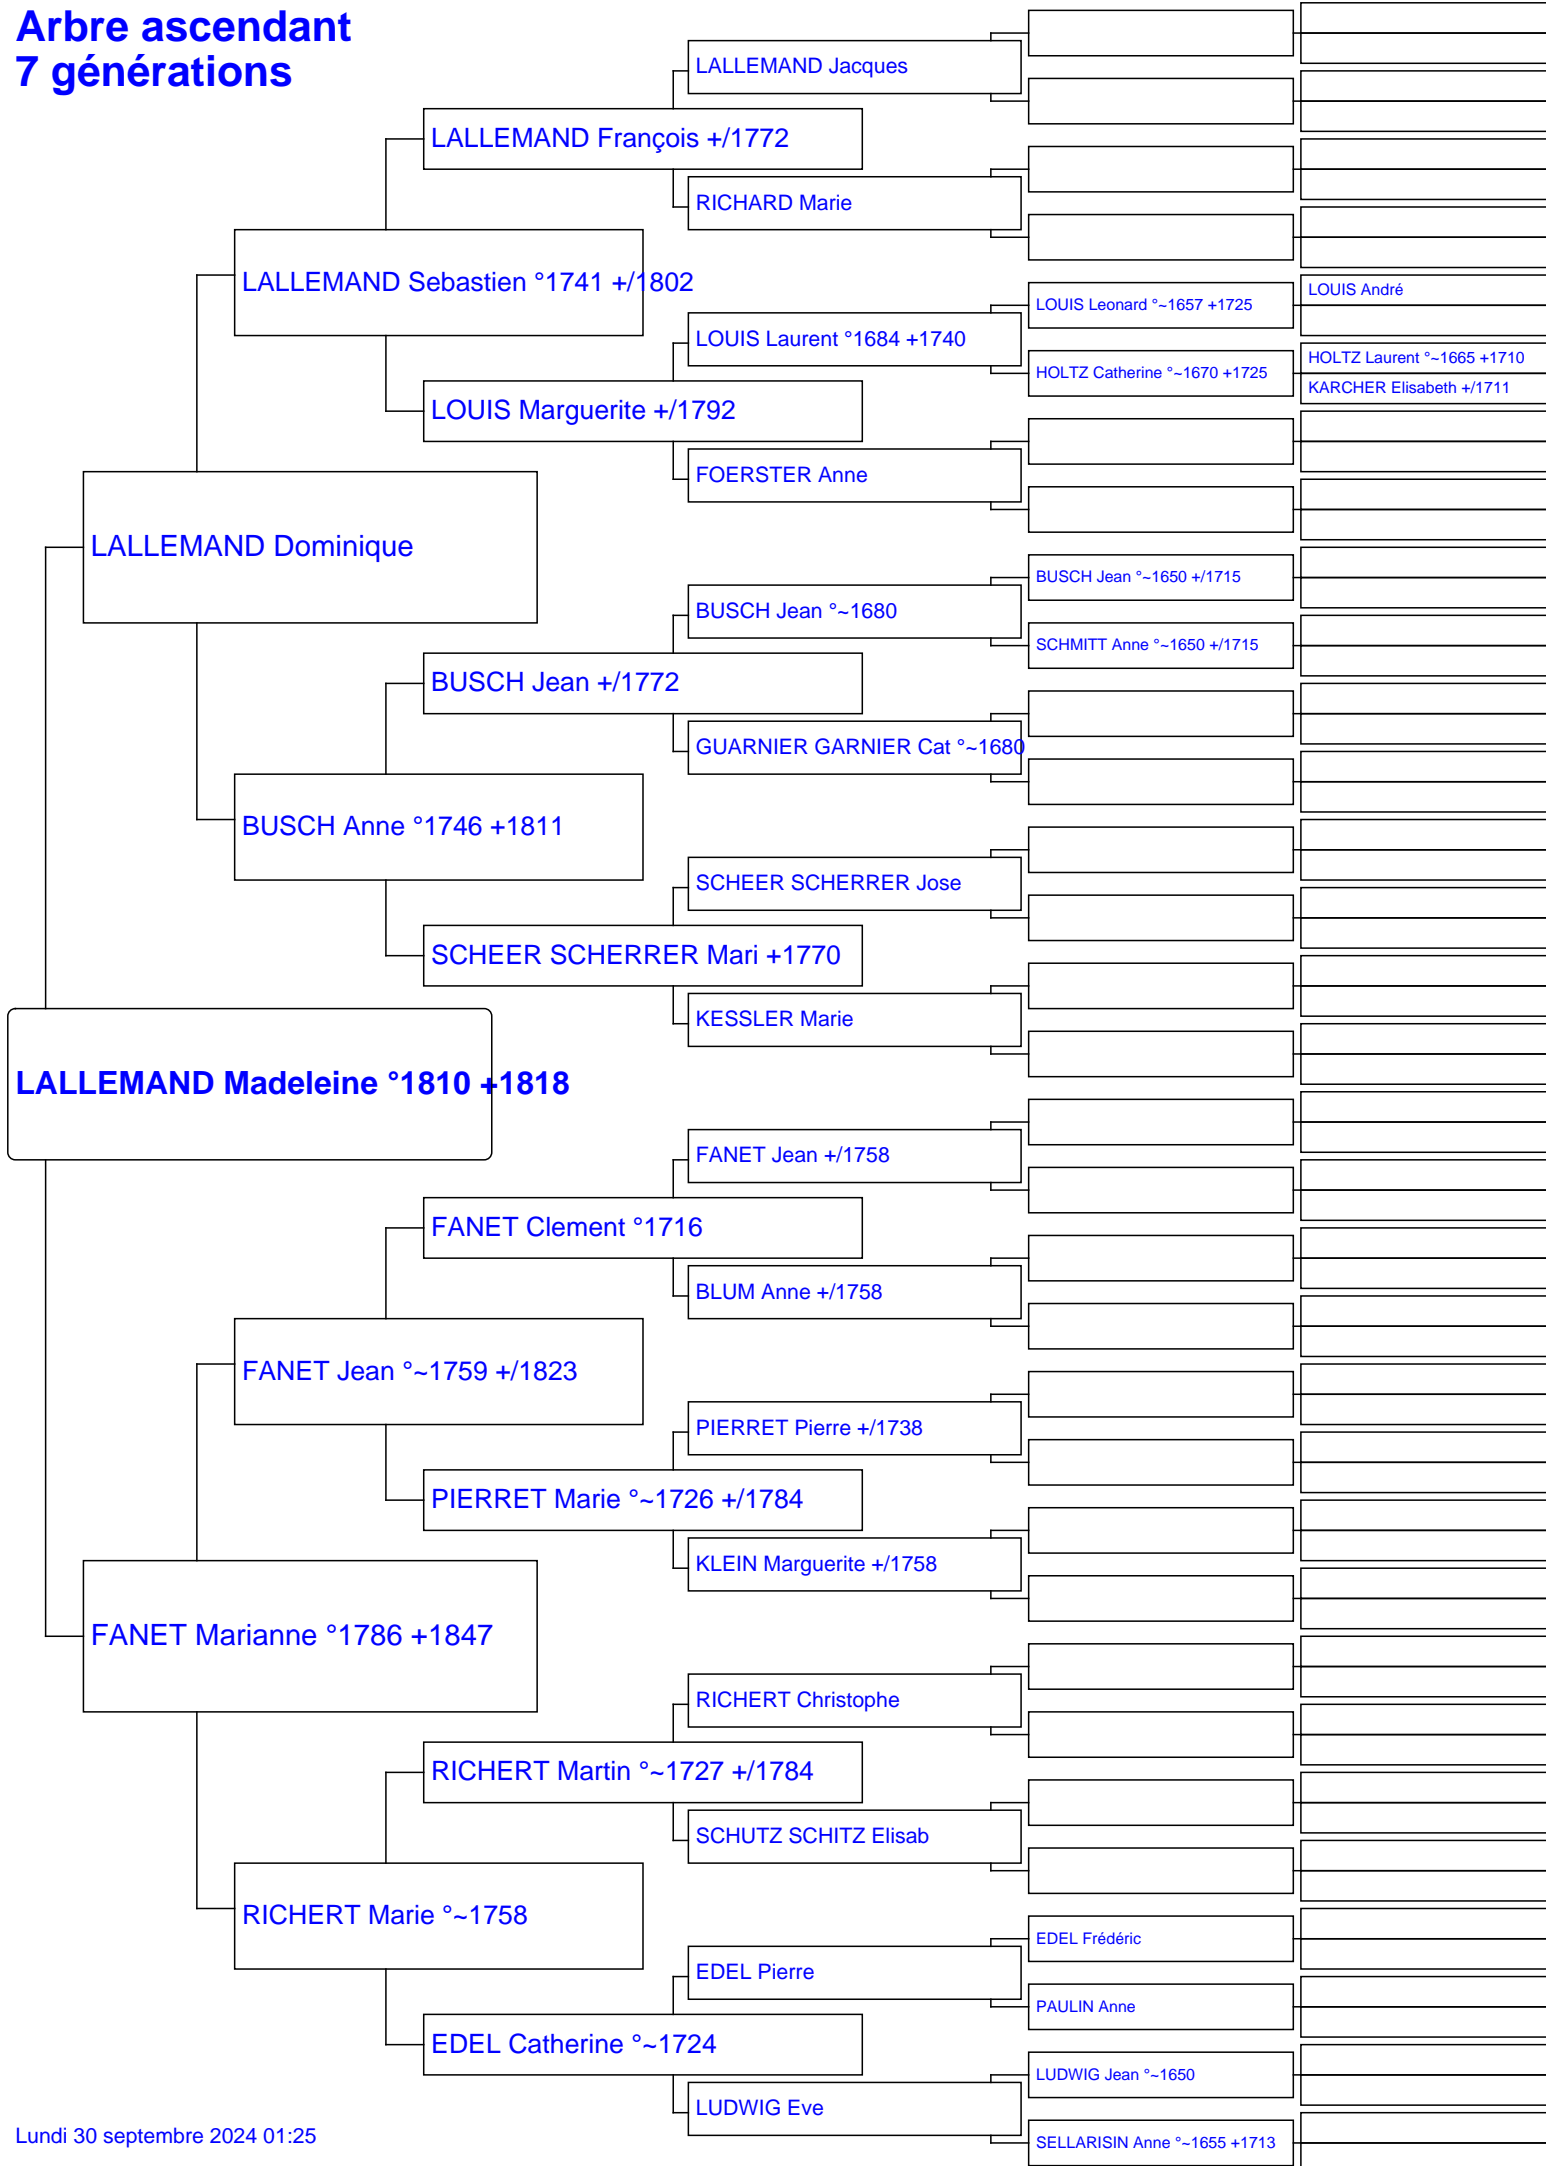 Arbre ascendant
7 générations
LALLEMAND Jacques
LALLEMAND François +/1772
RICHARD Marie
LALLEMAND Sebastien °1741 +/1802
LOUIS André
LOUIS Leonard °~1657 +1725
LOUIS Laurent °1684 +1740
HOLTZ Laurent °~1665 +1710
HOLTZ Catherine °~1670 +1725
KARCHER Elisabeth +/1711
LOUIS Marguerite +/1792
FOERSTER Anne
LALLEMAND Dominique
BUSCH Jean °~1650 +/1715
BUSCH Jean °~1680
SCHMITT Anne °~1650 +/1715
BUSCH Jean +/1772
GUARNIER GARNIER Cat °~1680
BUSCH Anne °1746 +1811
SCHEER SCHERRER Jose
SCHEER SCHERRER Mari +1770
KESSLER Marie
LALLEMAND Madeleine °1810 +1818
FANET Jean +/1758
FANET Clement °1716
BLUM Anne +/1758
FANET Jean °~1759 +/1823
PIERRET Pierre +/1738
PIERRET Marie °~1726 +/1784
KLEIN Marguerite +/1758
FANET Marianne °1786 +1847
RICHERT Christophe
RICHERT Martin °~1727 +/1784
SCHUTZ SCHITZ Elisab
RICHERT Marie °~1758
EDEL Frédéric
EDEL Pierre
PAULIN Anne
EDEL Catherine °~1724
LUDWIG Jean °~1650
LUDWIG Eve
SELLARISIN Anne °~1655 +1713
Lundi 30 septembre 2024 01:25